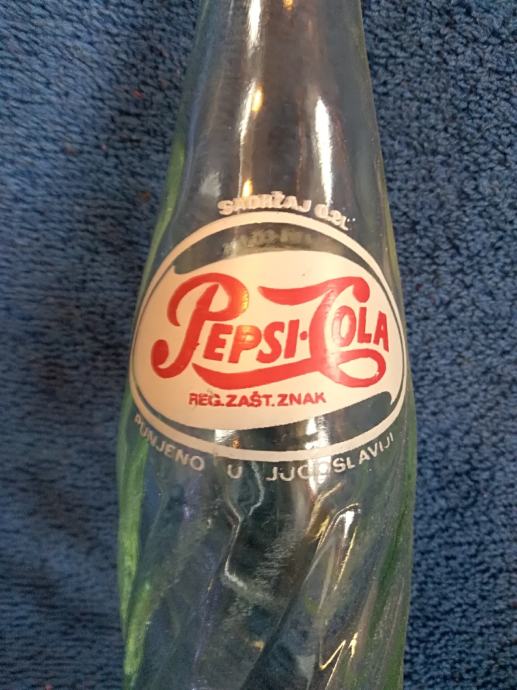 SADRŽAJ 0.2L
PEPSI-COLA
REG. ZAŠT. ZNAK
PUNJENO U JUGOSLAVIJI